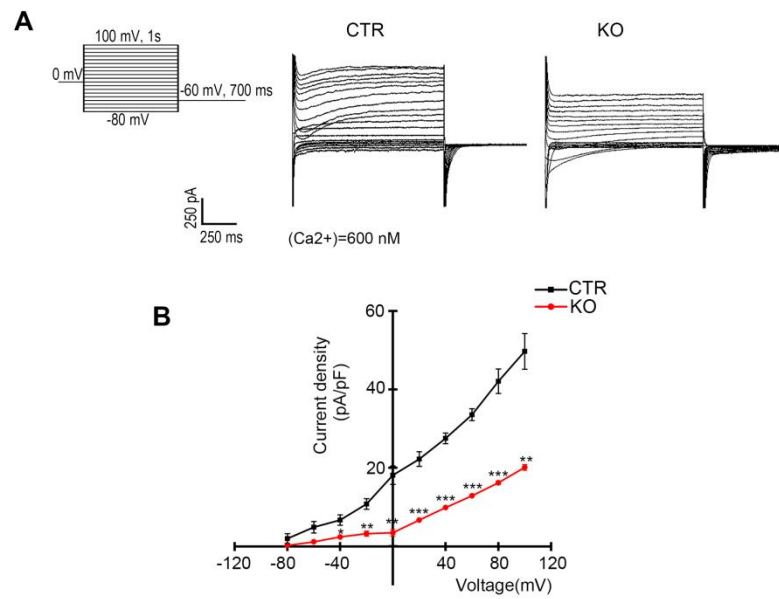 A
CTR
KO
100 mV, 1s
0 mV
-60 mV, 700 ms
-80 mV
250 pA
250 ms
(Ca2+)=600 nM
B
CTR
KO
Current density
(pA/pF)
60
40
20
* ** ** *** *** *** *** **
-120 -80 -40 0 40 80 120
Voltage(mV)